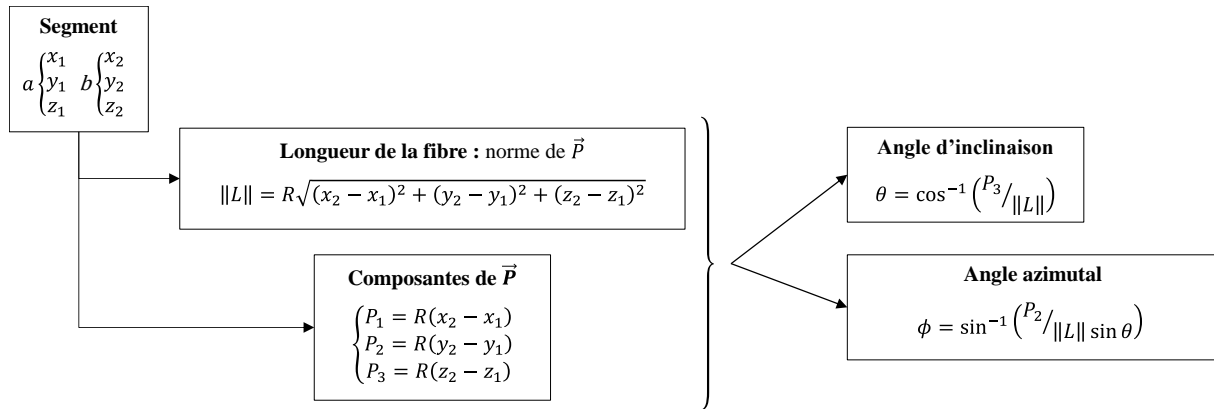 Segment
a{x₁ b{x₂
y₁ y₂
z₁ z₂
Longueur de la fibre : norme de P⃗
‖L‖ = R√((x₂ − x₁)² + (y₂ − y₁)² + (z₂ − z₁)²)
Composantes de P⃗
{P₁ = R(x₂ − x₁)
P₂ = R(y₂ − y₁)
P₃ = R(z₂ − z₁)
Angle d’inclinaison
θ = cos⁻¹(P₃/‖L‖)
Angle azimutal
ϕ = sin⁻¹(P₂/‖L‖ sin θ)